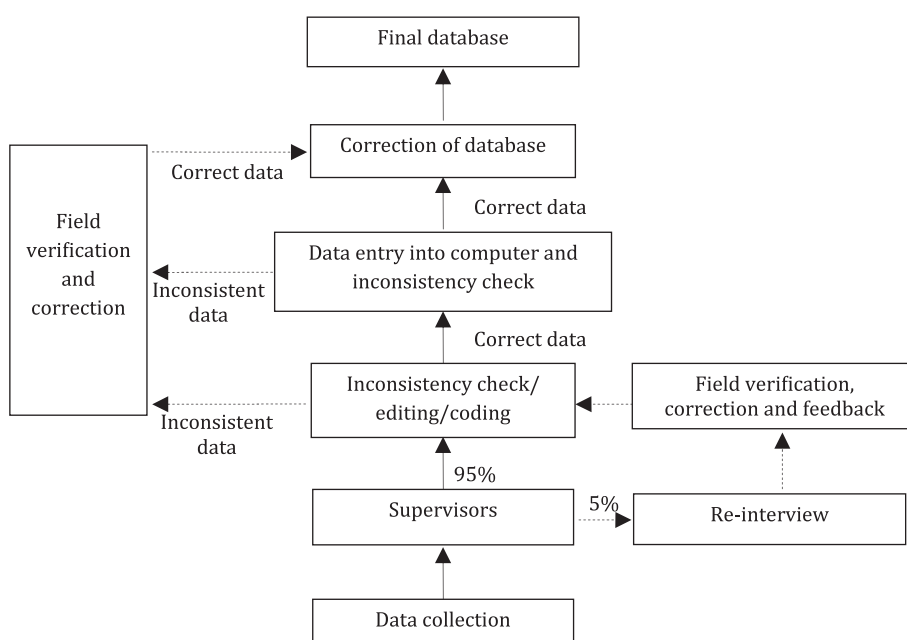 Final database
Correction of database
Correct data
Correct data
Field
verification
and
correction
Data entry into computer and
inconsistency check
Inconsistent
data
Correct data
Inconsistency check/
editing/coding
Field verification,
correction and feedback
Inconsistent
data
95%
Supervisors
5%
Re-interview
Data collection